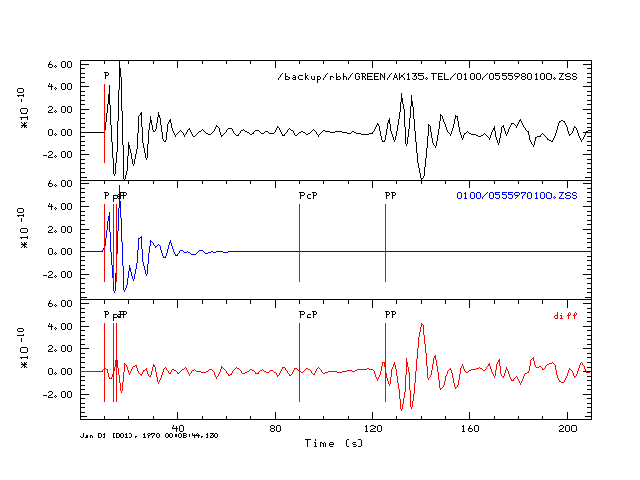 6.00
P
/backup/rbh/GREEN/AK135.TEL/0100/0555980100.ZSS
4.00
2.00
0.00
-2.00
*10 -10
6.00
P PcP PP
0100/0555970100.ZSS
4.00
2.00
0.00
-2.00
*10 -10
6.00
P PcP PP
diff
4.00
2.00
0.00
-2.00
*10 -10
Jan 01 (001), 1970 00:08:44.120
40 80 120 160 200
Time (s)